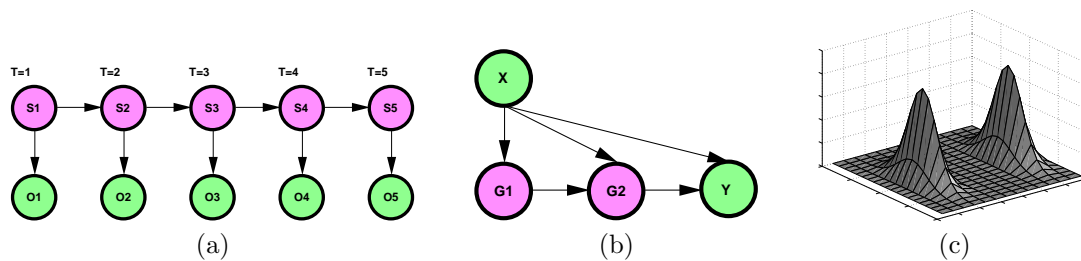 T=1 T=2 T=3 T=4 T=5
S1 S2 S3 S4 S5
O1 O2 O3 O4 O5
(a)
X
G1 G2 Y
(b)
(c)